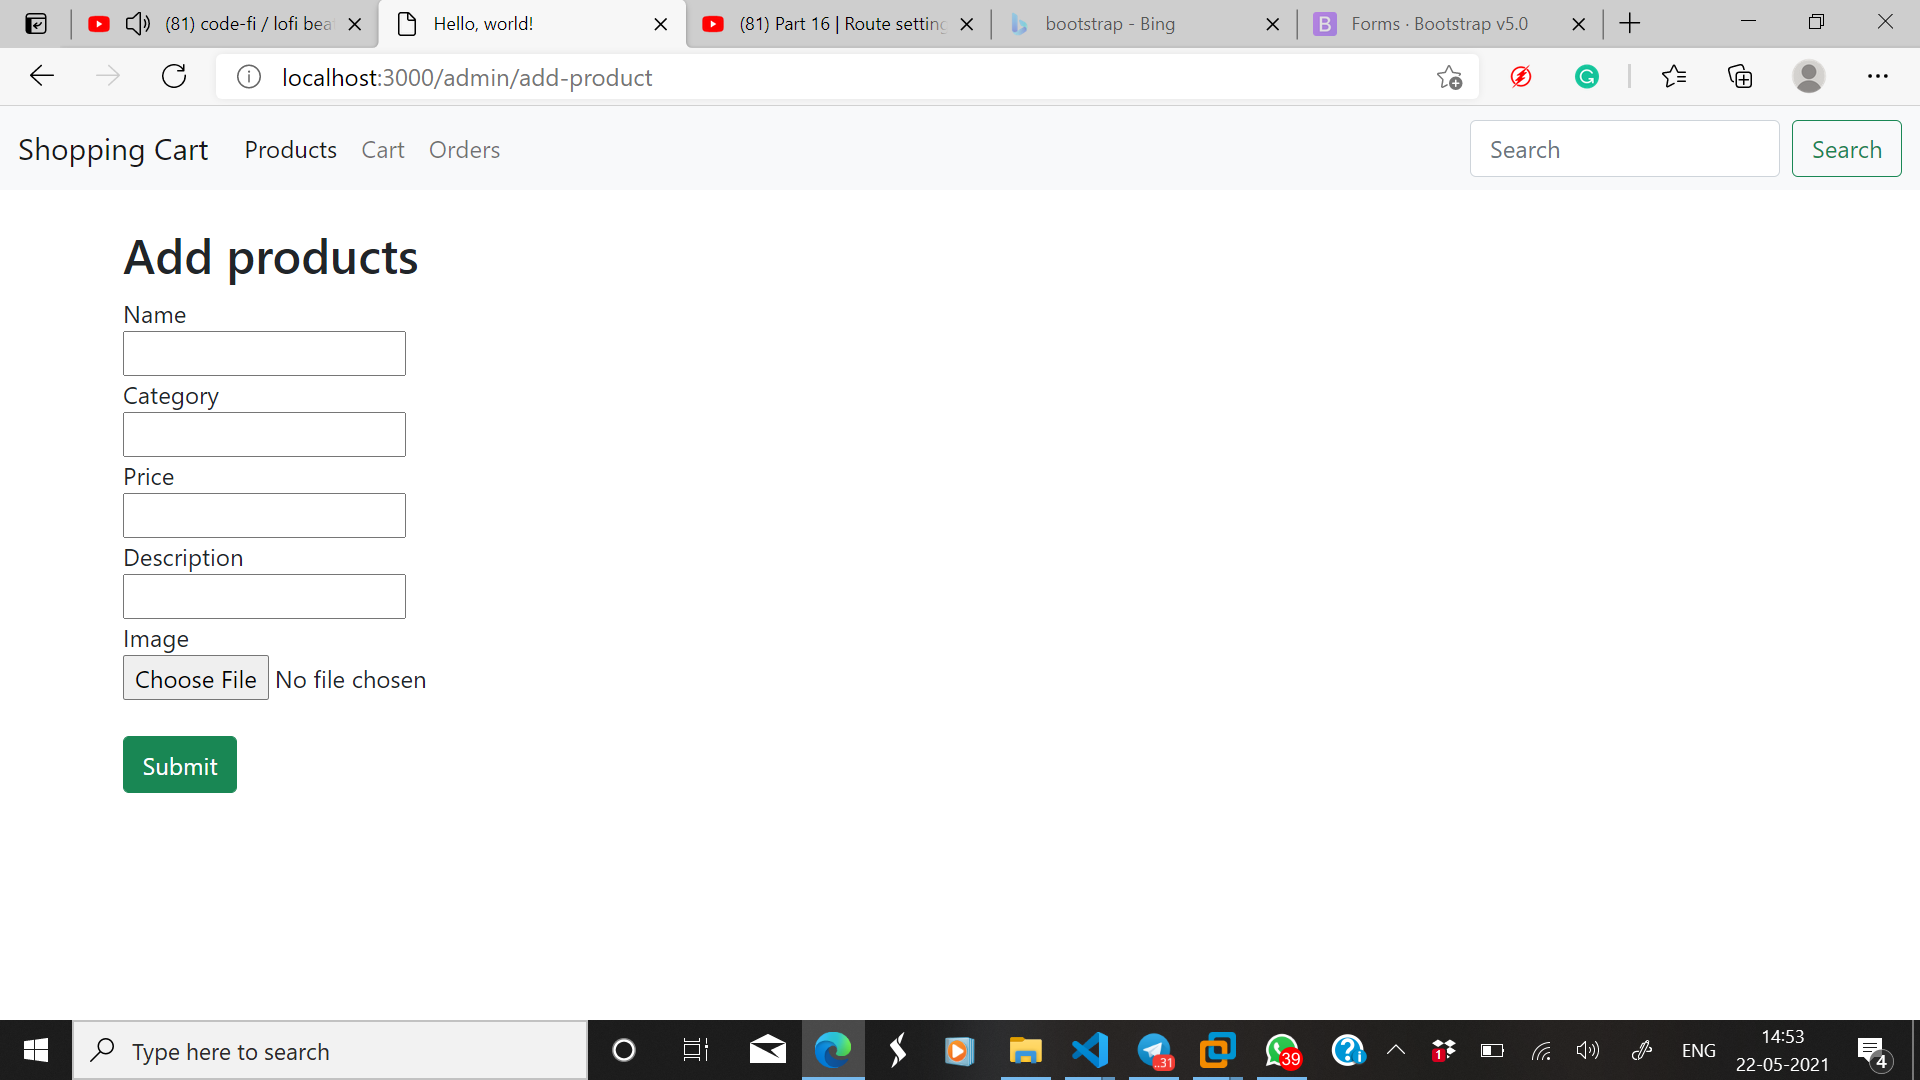 (81) code-fi / lofi bea
Hello, world!
(81) Part 16 | Route setting
bootstrap - Bing
Forms · Bootstrap v5.0
localhost:3000/admin/add-product
Shopping Cart Products Cart Orders Search Search
Add products
Name
Category
Price
Description
Image
Choose File No file chosen
Submit
Type here to search
..31
39
1
ENG
14:53
22-05-2021
4